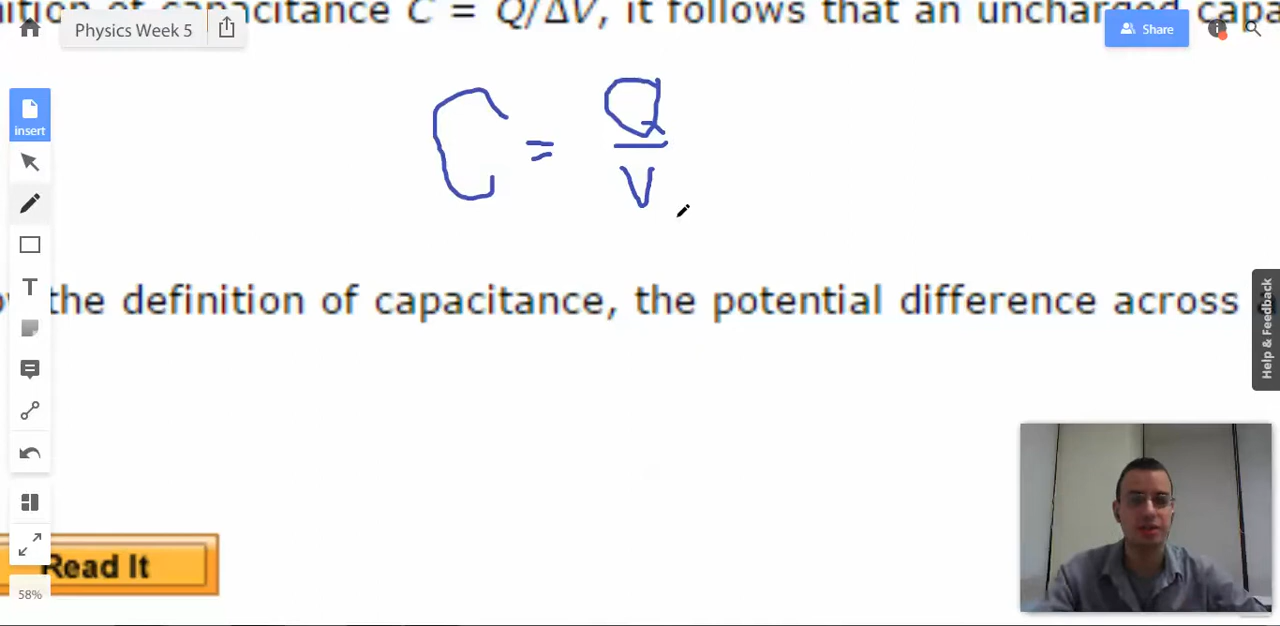 nition of capacitance C = Q/ΔV, it follows that an uncharged capa
Physics Week 5
Share
insert
C = Q
V
T
the definition of capacitance, the potential difference across
Help & Feedback
Read It
58%